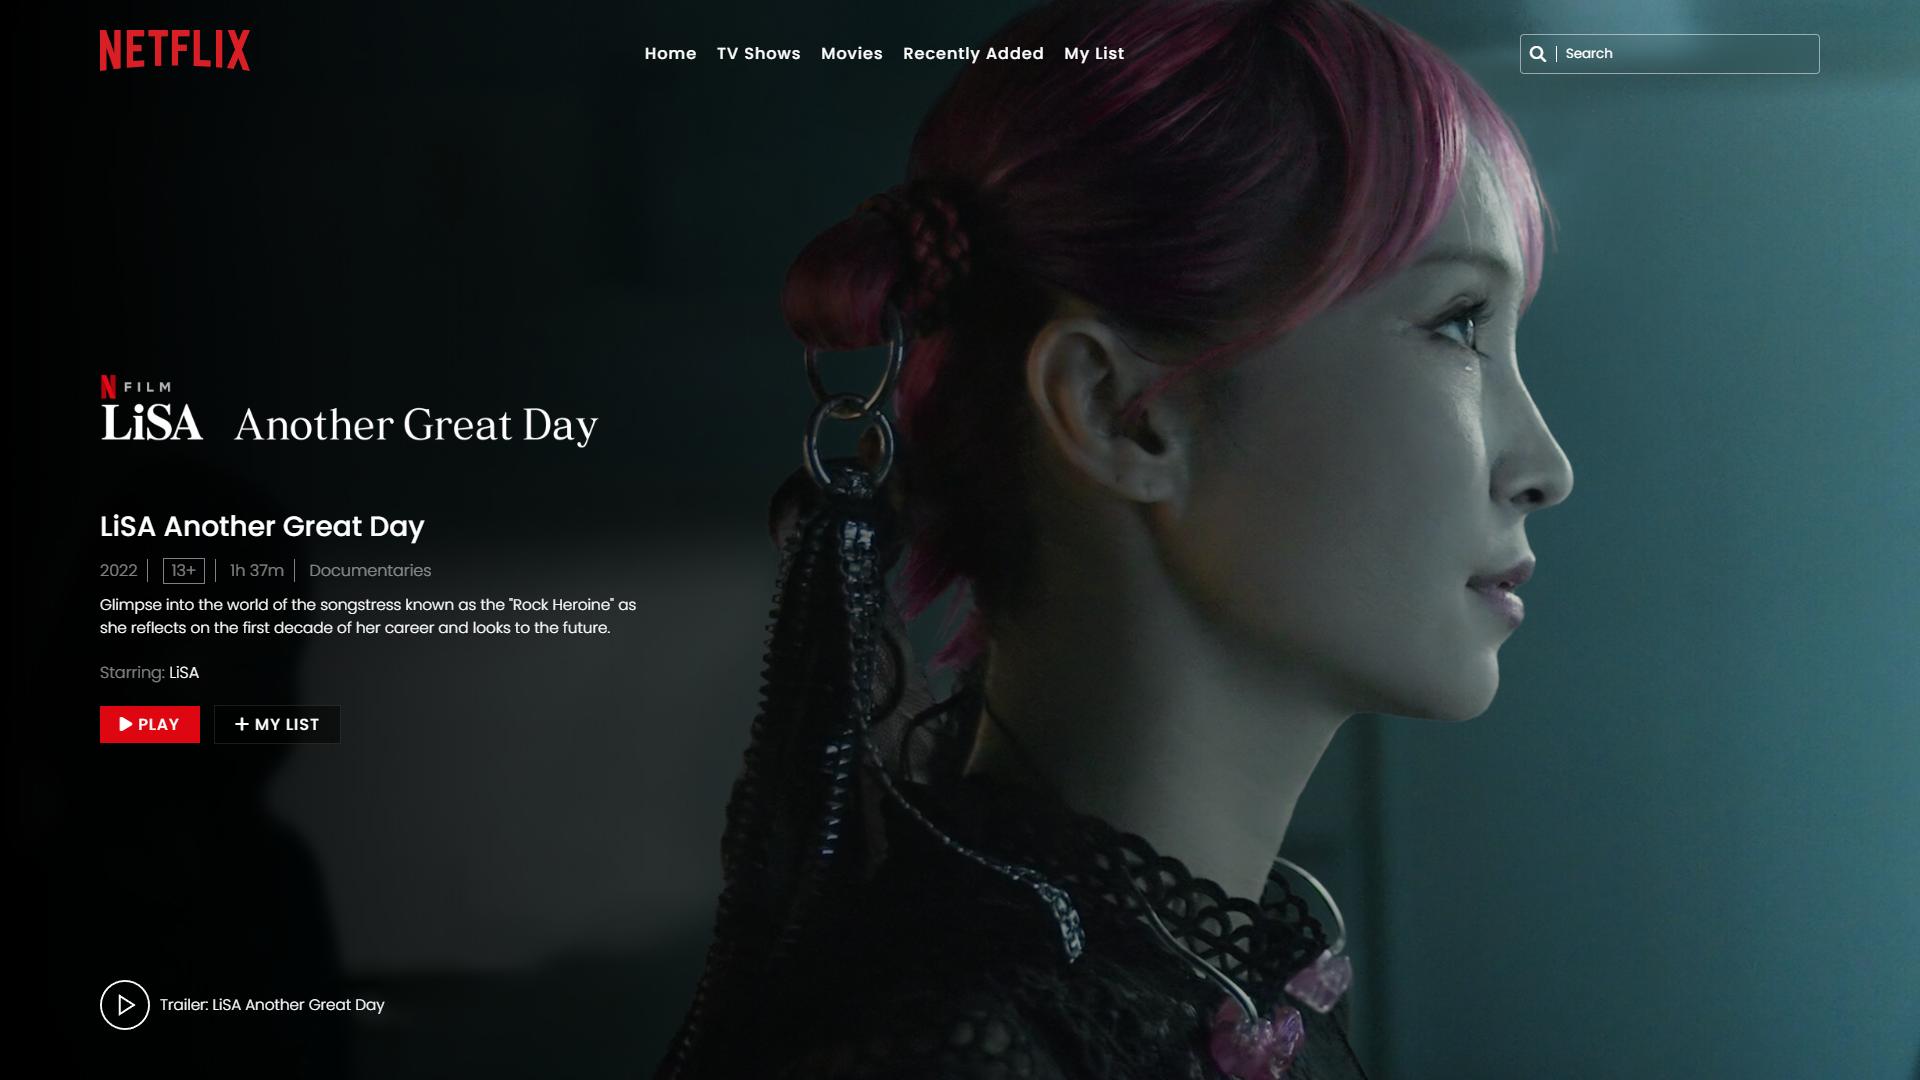 NETFLIX
Home TV Shows Movies Recently Added My List
Search
N FILM
LiSA Another Great Day
LiSA Another Great Day
2022 13+ 1h 37m Documentaries
Glimpse into the world of the songstress known as the "Rock Heroine" as
she reflects on the first decade of her career and looks to the future.
Starring: LiSA
PLAY + MY LIST
Trailer: LiSA Another Great Day